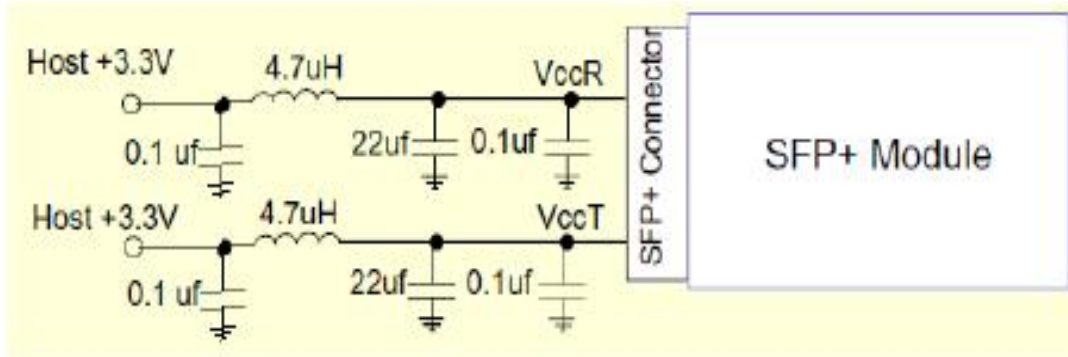 Host +3.3V
4.7uH
VccR
0.1 uf
22uf
0.1uf
Host +3.3V
4.7uH
VccT
0.1 uf
22uf
0.1uf
SFP+ Connector
SFP+ Module